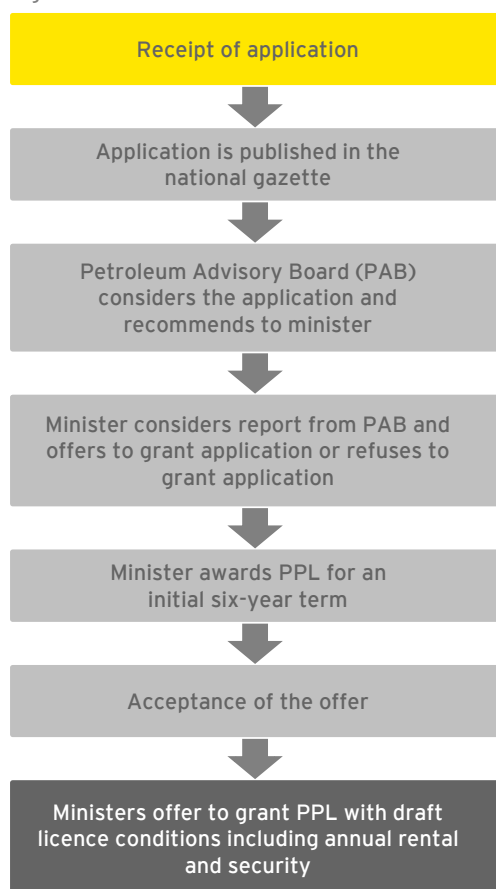 Receipt of application
Application is published in the
national gazette
Petroleum Advisory Board (PAB)
considers the application and
recommends to minister
Minister considers report from PAB and
offers to grant application or refuses to
grant application
Minister awards PPL for an
initial six-year term
Acceptance of the offer
Ministers offer to grant PPL with draft
licence conditions including annual rental
and security